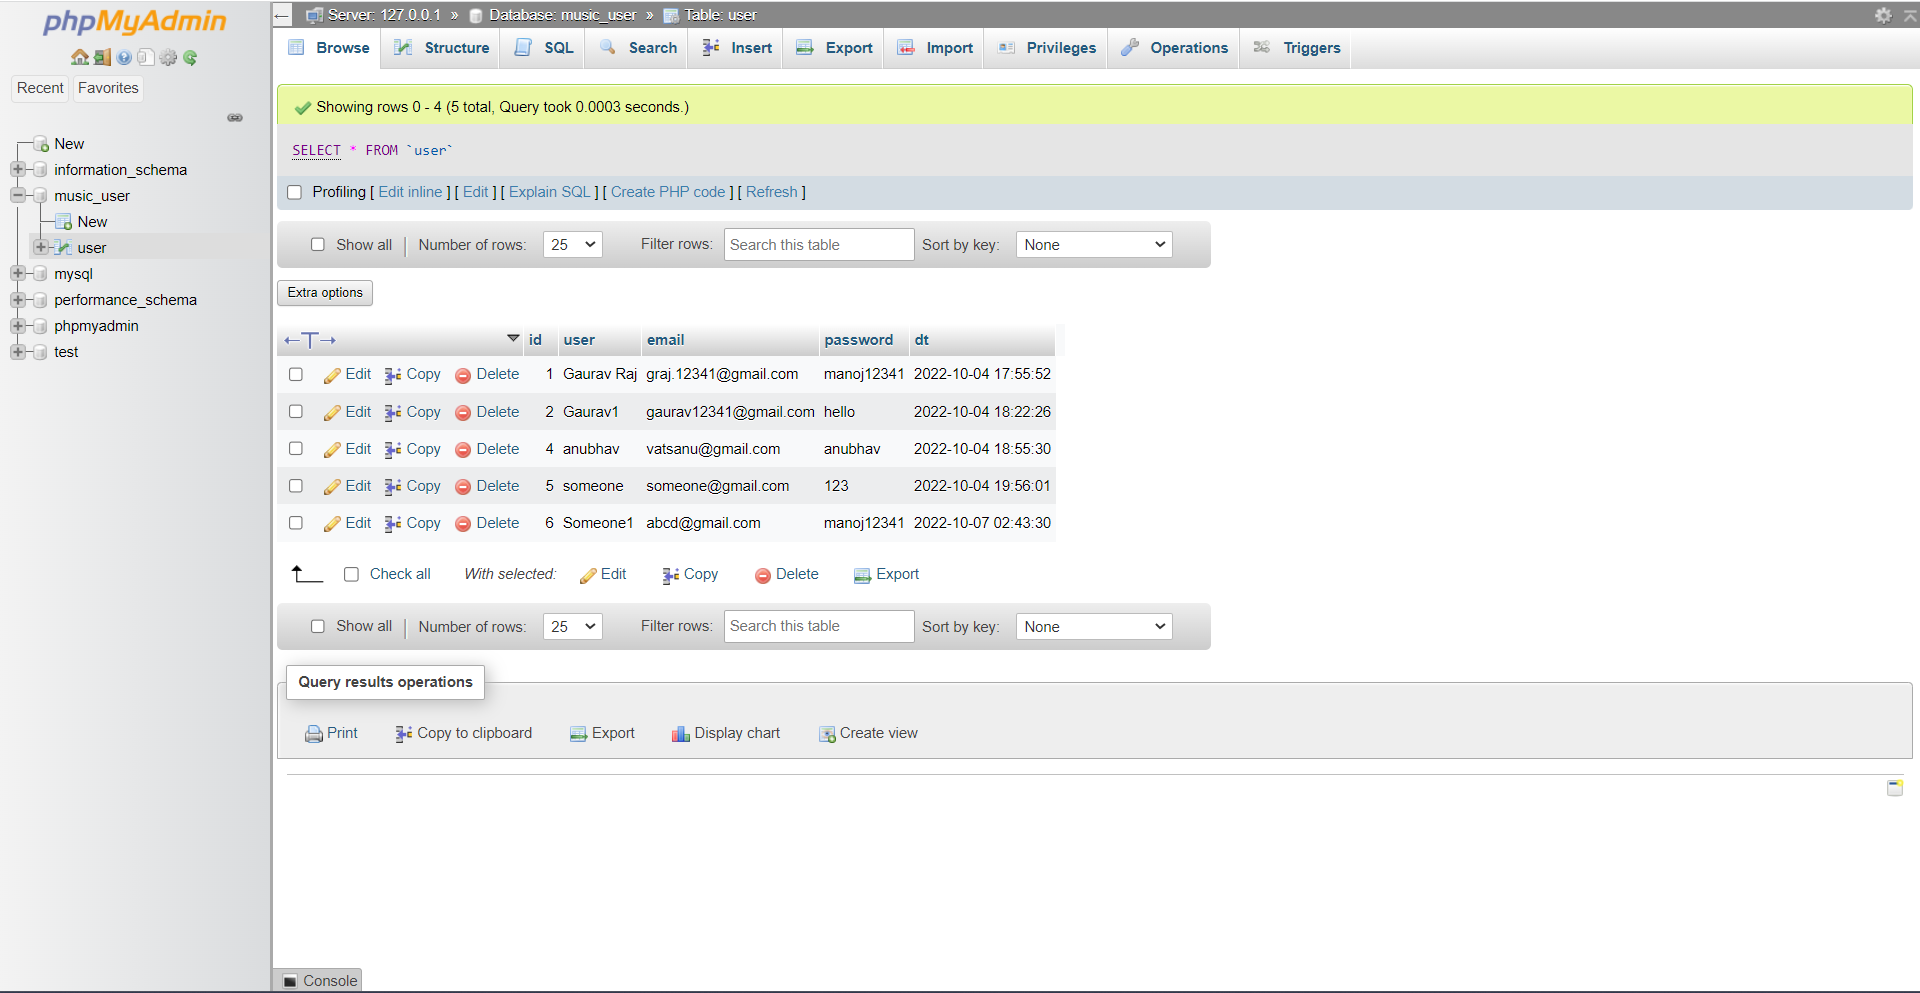 phpMyAdmin
Recent Favorites
New
information_schema
music_user
New
user
mysql
performance_schema
phpmyadmin
test
Server: 127.0.0.1 » Database: music_user » Table: user
Browse Structure SQL Search Insert Export Import Privileges Operations Triggers
Showing rows 0 - 4 (5 total, Query took 0.0003 seconds.)
SELECT * FROM `user`
Profiling [ Edit inline ] [ Edit ] [ Explain SQL ] [ Create PHP code ] [ Refresh ]
Show all | Number of rows: 25 Filter rows: Search this table Sort by key: None
Extra options
←T→ id user email password dt
Edit Copy Delete 1 Gaurav Raj graj.12341@gmail.com manoj12341 2022-10-04 17:55:52
Edit Copy Delete 2 Gaurav1 gaurav12341@gmail.com hello 2022-10-04 18:22:26
Edit Copy Delete 4 anubhav vatsanu@gmail.com anubhav 2022-10-04 18:55:30
Edit Copy Delete 5 someone someone@gmail.com 123 2022-10-04 19:56:01
Edit Copy Delete 6 Someone1 abcd@gmail.com manoj12341 2022-10-07 02:43:30
Check all With selected: Edit Copy Delete Export
Show all | Number of rows: 25 Filter rows: Search this table Sort by key: None
Query results operations
Print Copy to clipboard Export Display chart Create view
Console